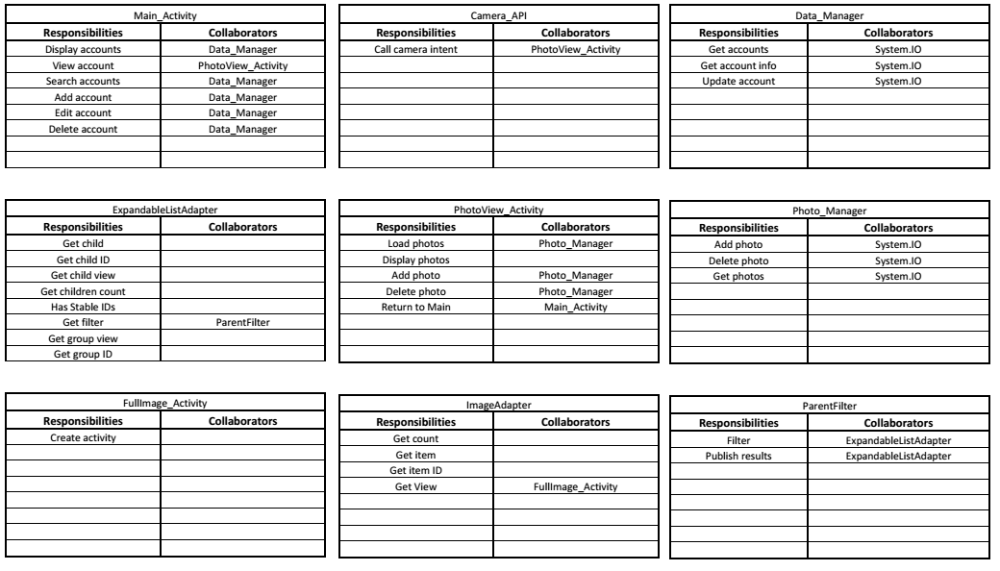 Main_Activity
Responsibilities Collaborators
Display accounts Data_Manager
View account PhotoView_Activity
Search accounts Data_Manager
Add account Data_Manager
Edit account Data_Manager
Delete account Data_Manager
Camera_API
Responsibilities Collaborators
Call camera intent PhotoView_Activity
Data_Manager
Responsibilities Collaborators
Get accounts System.IO
Get account info System.IO
Update account System.IO
ExpandableListAdapter
Responsibilities Collaborators
Get child
Get child ID
Get child view
Get children count
Has Stable IDs
Get filter ParentFilter
Get group view
Get group ID
PhotoView_Activity
Responsibilities Collaborators
Load photos Photo_Manager
Display photos
Add photo Photo_Manager
Delete photo Photo_Manager
Return to Main Main_Activity
Photo_Manager
Responsibilities Collaborators
Add photo System.IO
Delete photo System.IO
Get photos System.IO
FullImage_Activity
Responsibilities Collaborators
Create activity
ImageAdapter
Responsibilities Collaborators
Get count
Get item
Get item ID
Get View FullImage_Activity
ParentFilter
Responsibilities Collaborators
Filter ExpandableListAdapter
Publish results ExpandableListAdapter